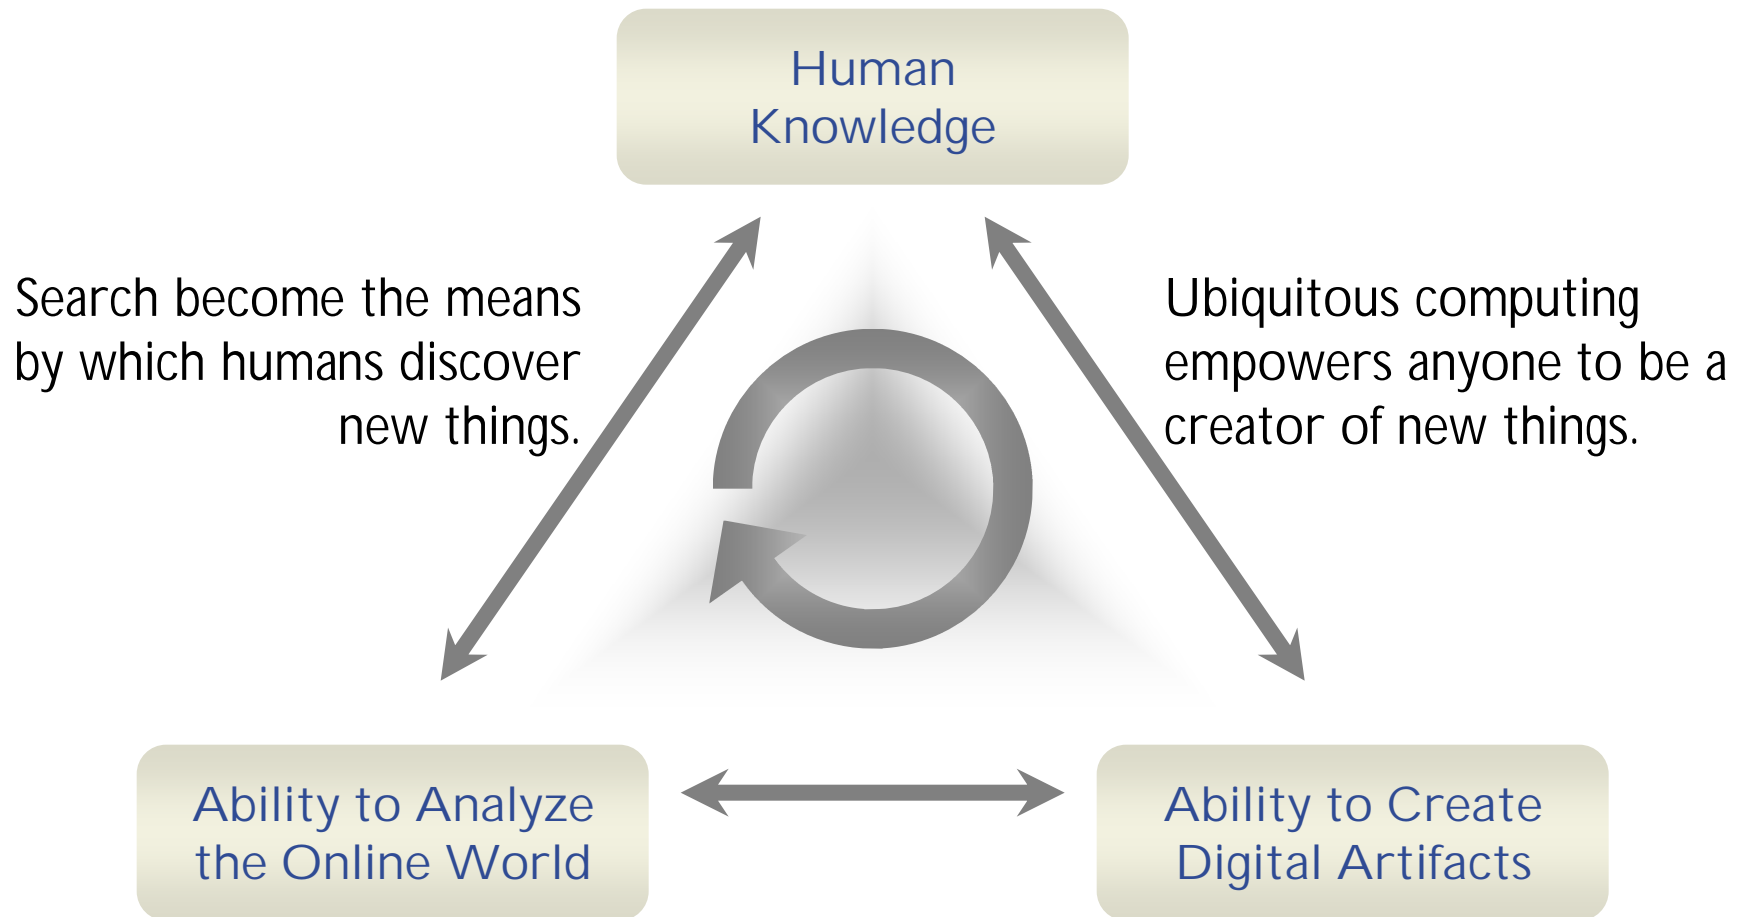 Human
Knowledge
Search become the means
by which humans discover
new things.
Ubiquitous computing
empowers anyone to be a
creator of new things.
Ability to Analyze
the Online World
Ability to Create
Digital Artifacts